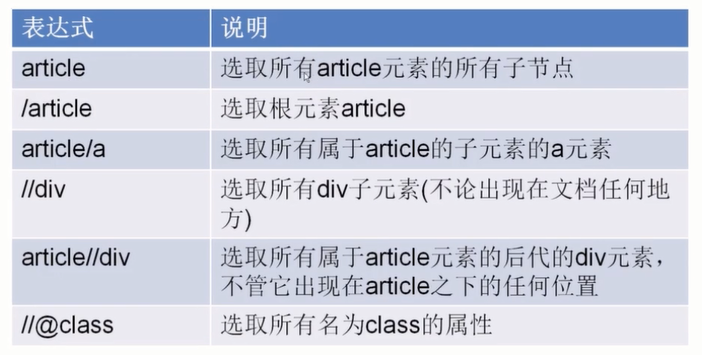 表达式 说明
article 选取所有article元素的所有子节点
/article 选取根元素article
article/a 选取所有属于article的子元素的a元素
//div 选取所有div子元素(不论出现在文档任何地
方)
article//div 选取所有属于article元素的后代的div元素，
不管它出现在article之下的任何位置
//@class 选取所有名为class的属性